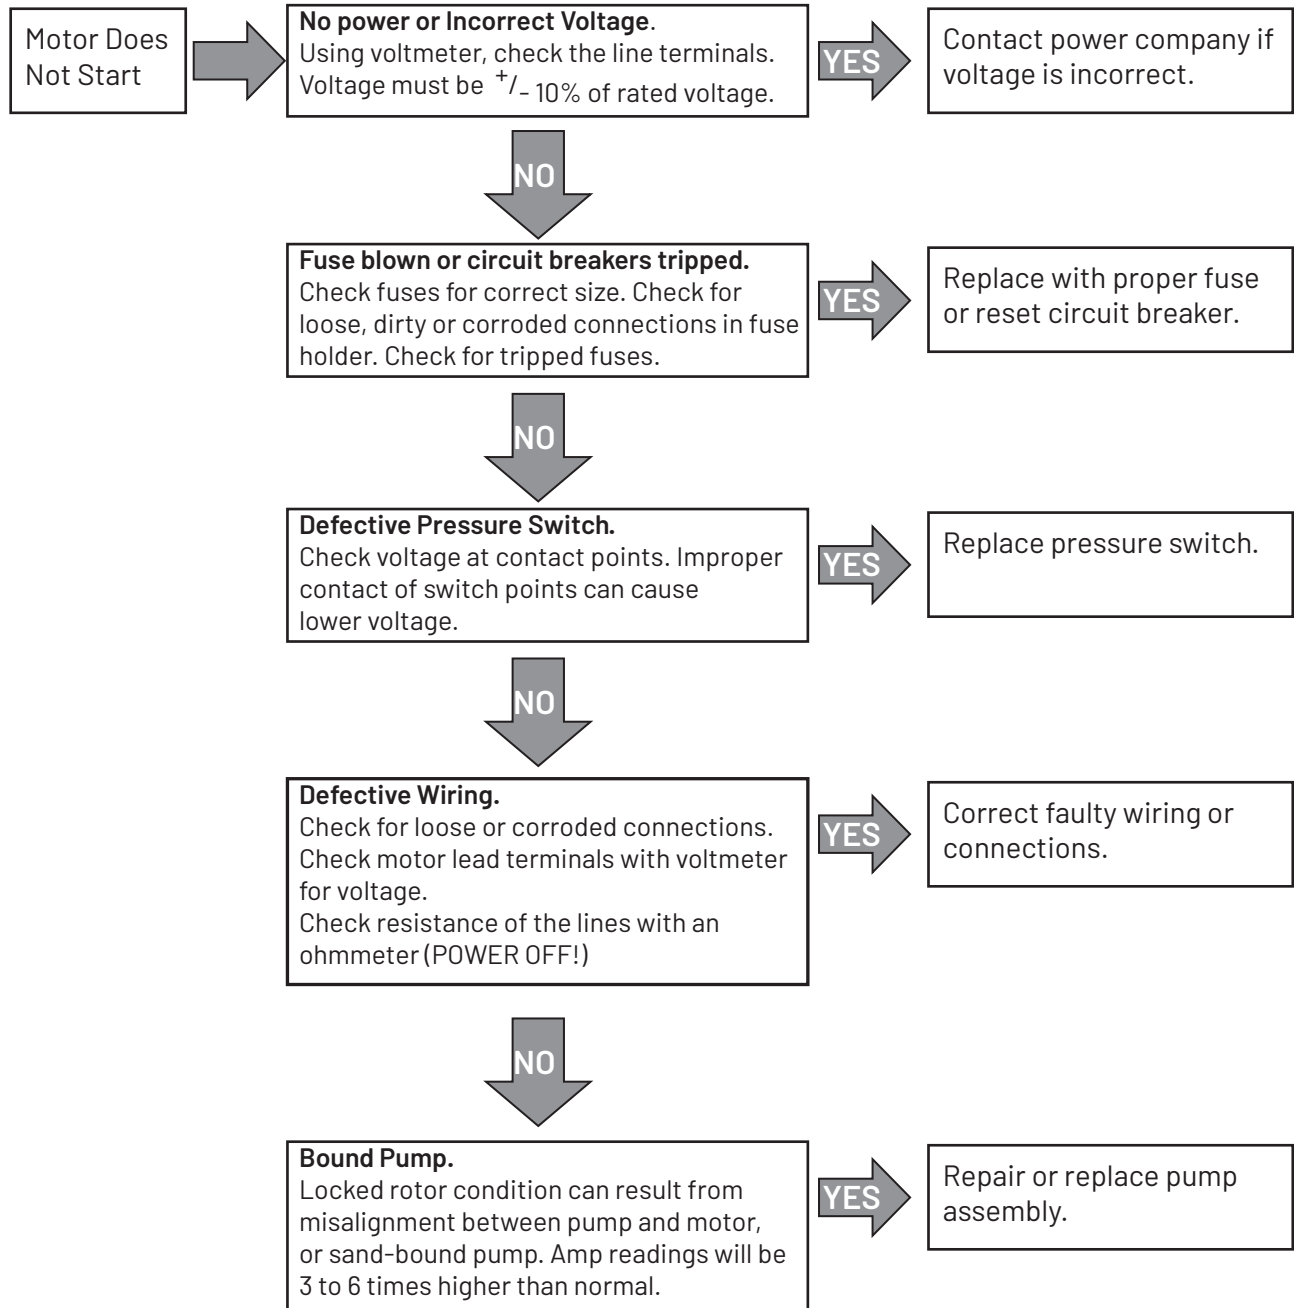 Motor Does
Not Start
No power or Incorrect Voltage.
Using voltmeter, check the line terminals.
Voltage must be +/- 10% of rated voltage.
YES
Contact power company if
voltage is incorrect.
NO
Fuse blown or circuit breakers tripped.
Check fuses for correct size. Check for
loose, dirty or corroded connections in fuse
holder. Check for tripped fuses.
YES
Replace with proper fuse
or reset circuit breaker.
NO
Defective Pressure Switch.
Check voltage at contact points. Improper
contact of switch points can cause
lower voltage.
YES
Replace pressure switch.
NO
Defective Wiring.
Check for loose or corroded connections.
Check motor lead terminals with voltmeter
for voltage.
Check resistance of the lines with an
ohmmeter (POWER OFF!)
YES
Correct faulty wiring or
connections.
NO
Bound Pump.
Locked rotor condition can result from
misalignment between pump and motor,
or sand-bound pump. Amp readings will be
3 to 6 times higher than normal.
YES
Repair or replace pump
assembly.